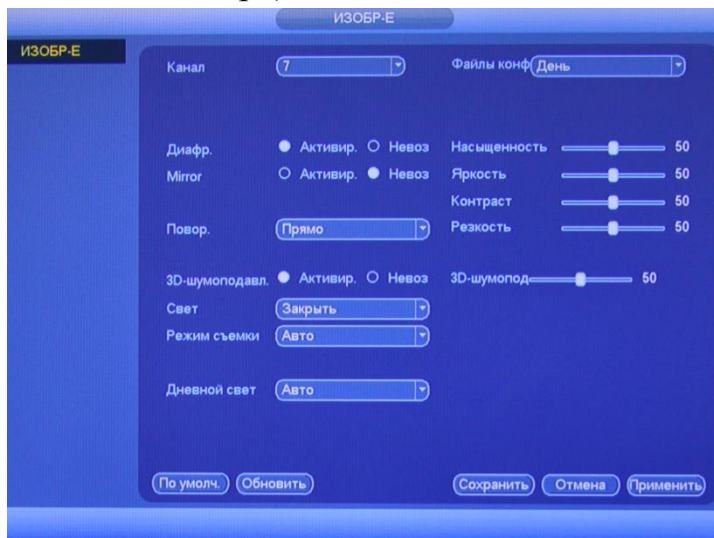 ИЗОБР-Е
ИЗОБР-Е
Канал 7 Файлы конф День
Диафр. Активир. Невоз Насыщенность 50
Mirror Активир. Невоз Яркость 50
Контраст 50
Повор. Прямо Резкость 50
3D-шумоподавл. Активир. Невоз 3D-шумопод 50
Свет Закрыть
Режим съемки Авто
Дневной свет Авто
По умолч. Обновить Сохранить Отмена Применить